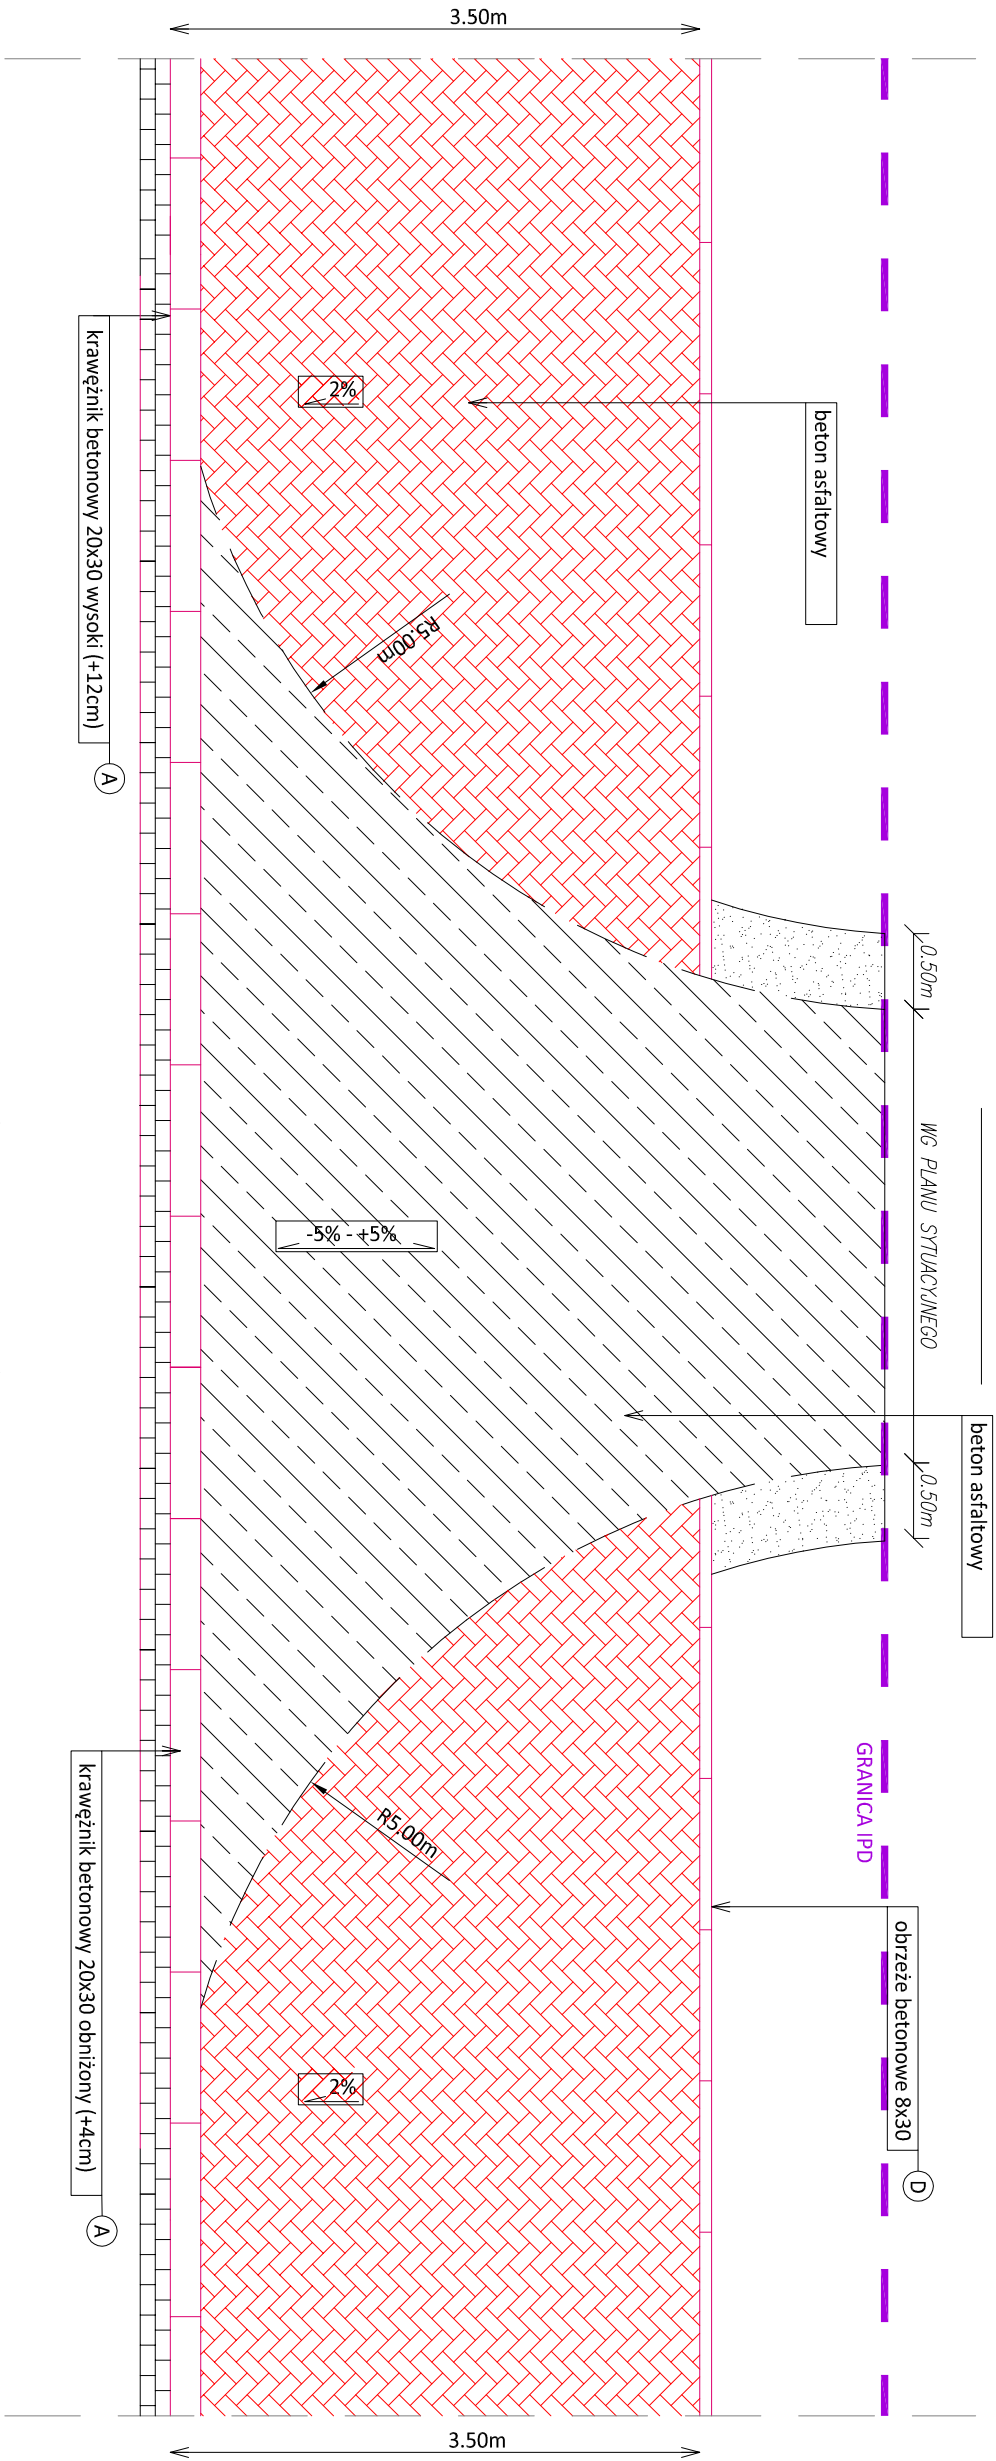 3.50m
2%
beton asfaltowy
krawężnik betonowy 20x30 wysoki (+12cm)
A
R5.00m
0.50m
WG PLANU SYTUACYJNEGO
-5% - +5%
0.50m
beton asfaltowy
GRANICA IPD
R5.00m
krawężnik betonowy 20x30 obniżony (+4cm)
A
obrzeże betonowe 8x30
D
2%
3.50m